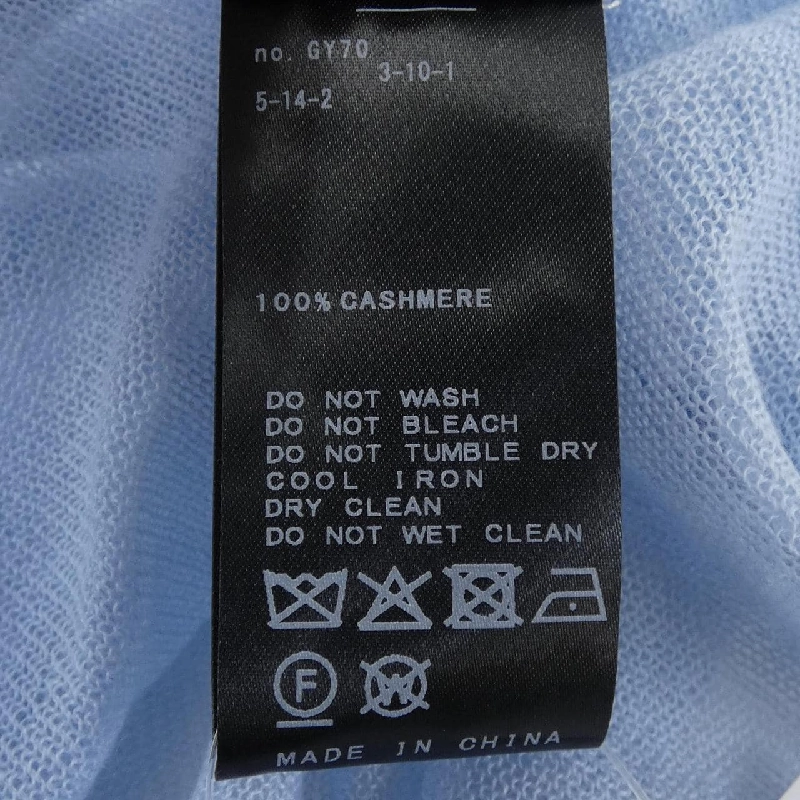 no. GY70
3-10-1
5-14-2
100% CASHMERE
DO NOT WASH
DO NOT BLEACH
DO NOT TUMBLE DRY
COOL IRON
DRY CLEAN
DO NOT WET CLEAN
F W
MADE IN CHINA